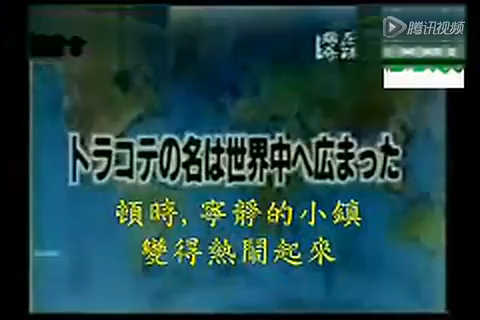 腾讯视频
トラコテの名は世界中へ広まった
頓時,寧靜的小鎮
變得熱鬧起來